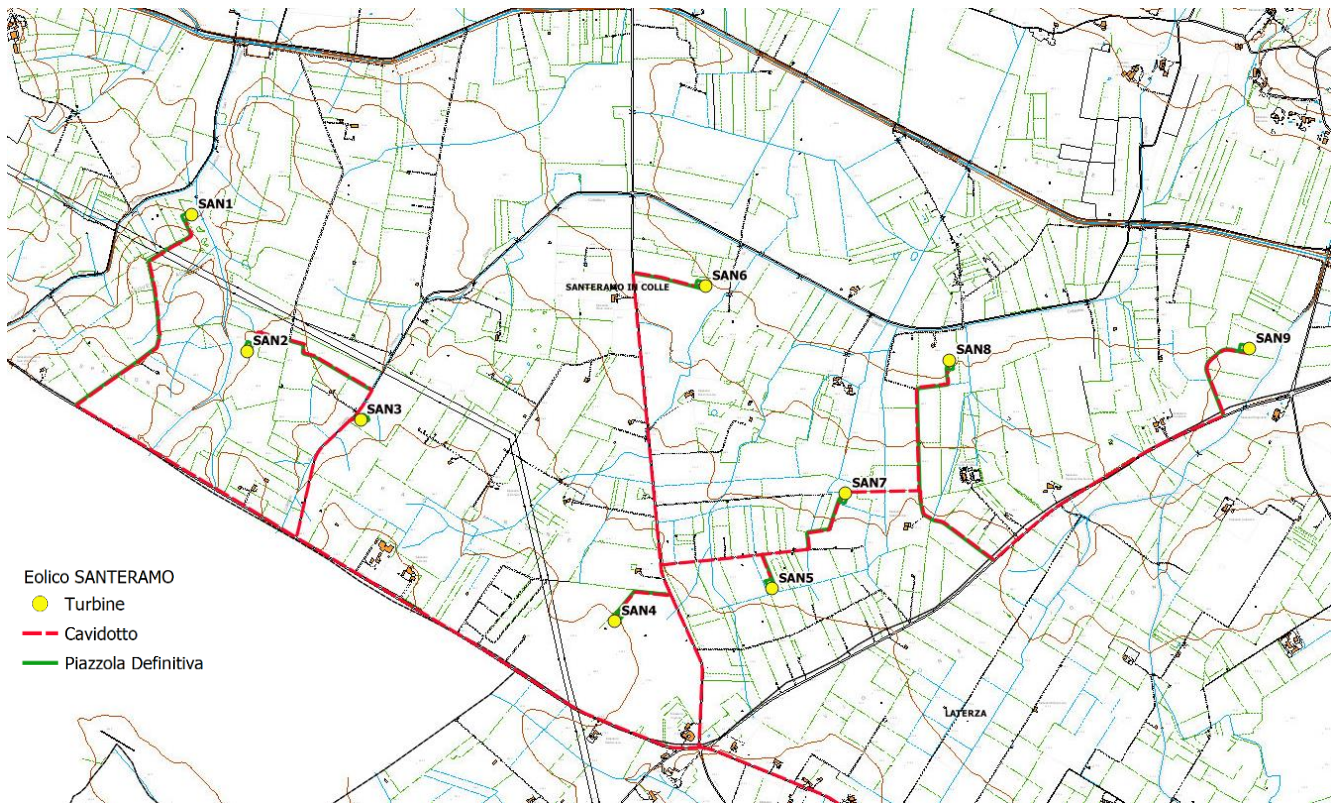 SAN1
SAN6
SANTERAMO IN COLLE
SAN2
SAN9
SAN8
SAN3
SAN7
SAN5
SAN4
Eolico SANTERAMO
Turbine
Cavidotto
Piazzola Definitiva
LATERZA